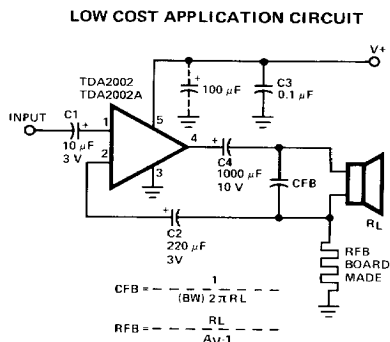 LOW COST APPLICATION CIRCUIT
V+
TDA2002
TDA2002A
+
100 μF
C3
0.1 μF
INPUT
C1
+
10 μF
3 V
1
2
5
4
3
+
C4
1000 μF
10 V
CFB
RL
+
C2
220 μF
3V
RFB
BOARD
MADE
CFB = 1 / (BW) 2 π RL
RFB = RL / Av-1